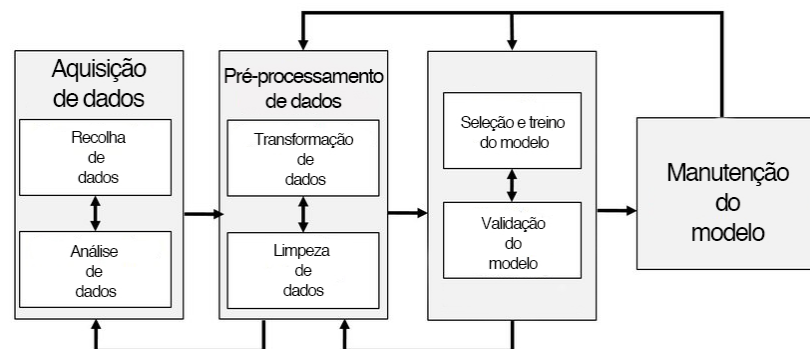 Aquisição
de dados
Recolha
de
dados
Análise
de
dados
Pré-processamento
de dados
Transformação
de
dados
Limpeza
de
dados
Seleção e treino
do modelo
Validação
do
modelo
Manutenção
do
modelo